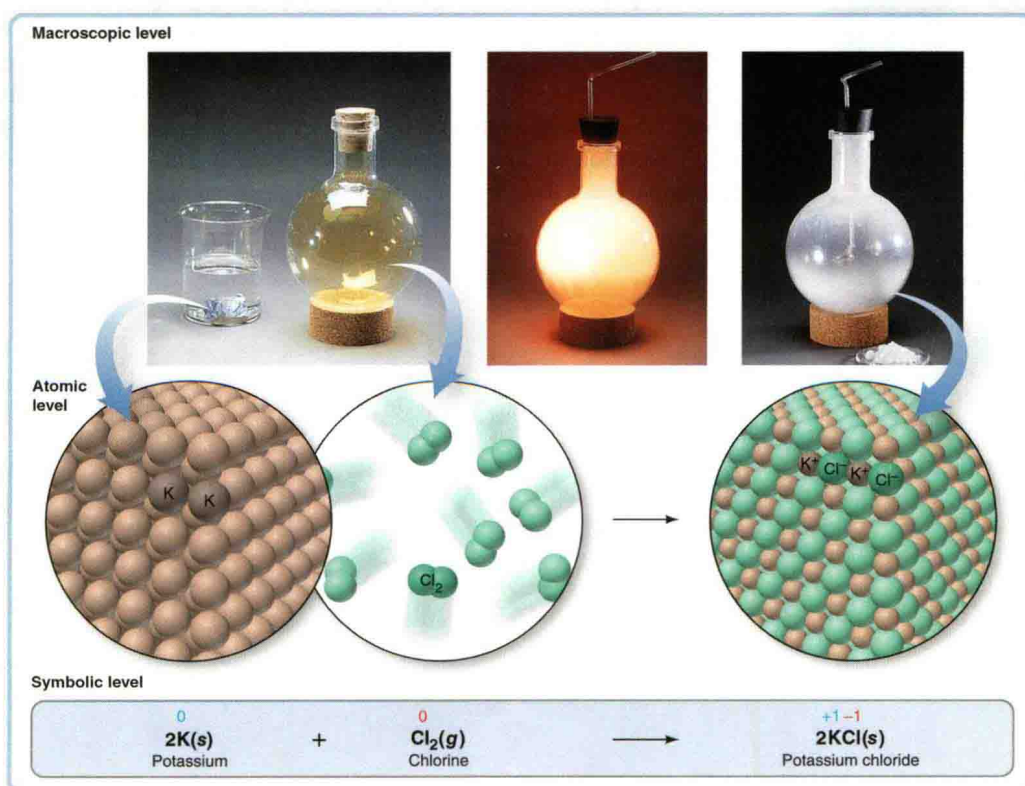 Macroscopic level
Atomic
level
K K
Cl₂
K⁺ Cl⁻ K⁺ Cl⁻
Symbolic level
0 0 +1 –1
2K(s) + Cl₂(g) → 2KCl(s)
Potassium Chlorine Potassium chloride